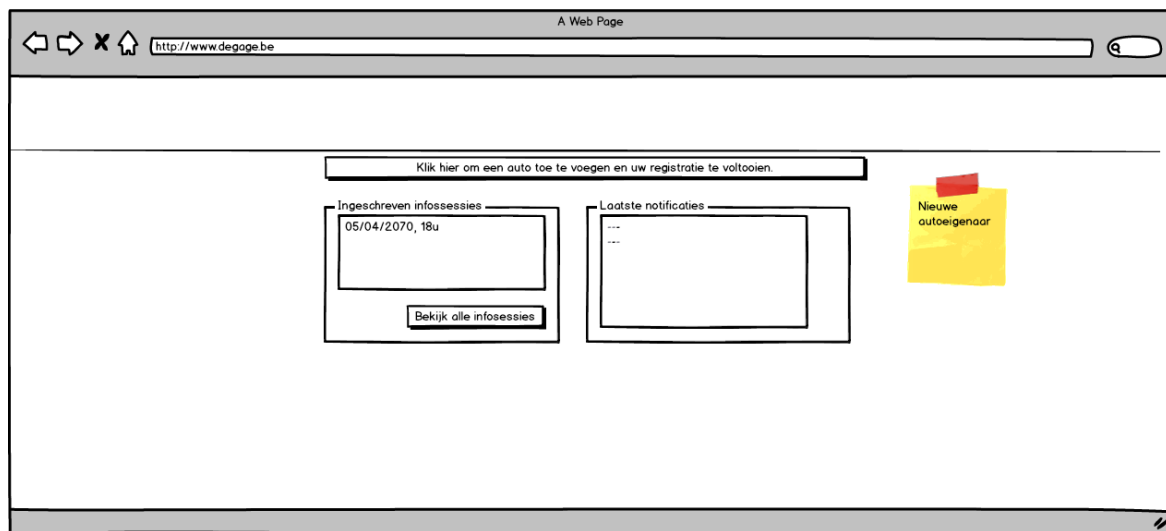 A Web Page
http://www.degage.be
Klik hier om een auto toe te voegen en uw registratie te voltooien.
Ingeschreven infossessies
05/04/2070, 18u
Bekijk alle infosessies
Laatste notificaties
---
---
Nieuwe
autoeigenaar